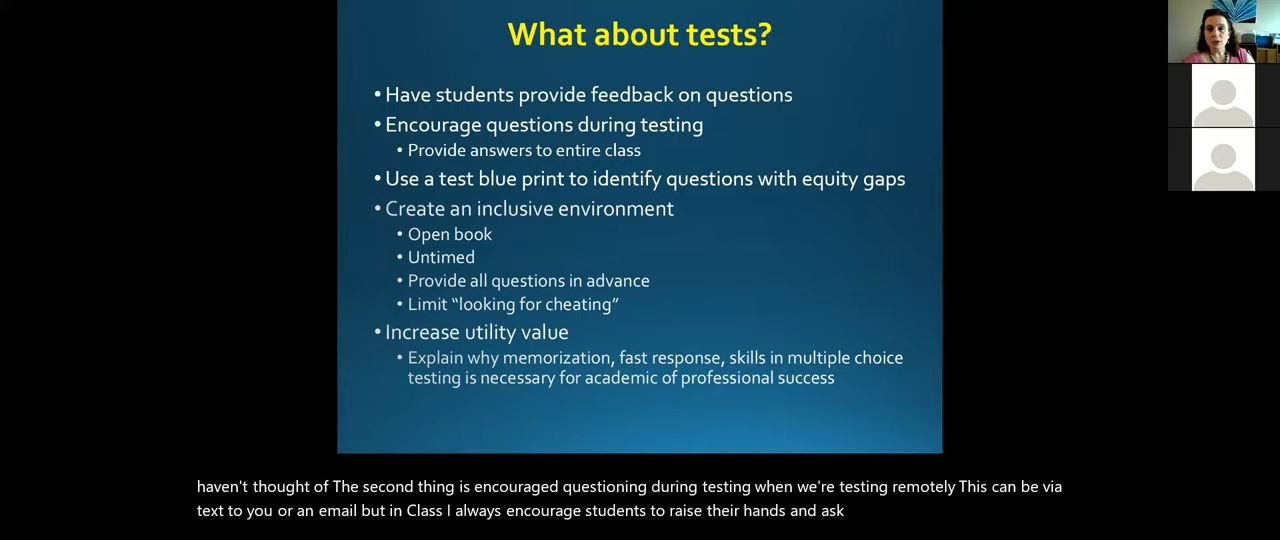 What about tests?
• Have students provide feedback on questions
• Encourage questions during testing
• Provide answers to entire class
• Use a test blue print to identify questions with equity gaps
• Create an inclusive environment
• Open book
• Untimed
• Provide all questions in advance
• Limit “looking for cheating”
• Increase utility value
• Explain why memorization, fast response, skills in multiple choice
testing is necessary for academic of professional success
haven't thought of The second thing is encouraged questioning during testing when we're testing remotely This can be via
text to you or an email but in Class I always encourage students to raise their hands and ask